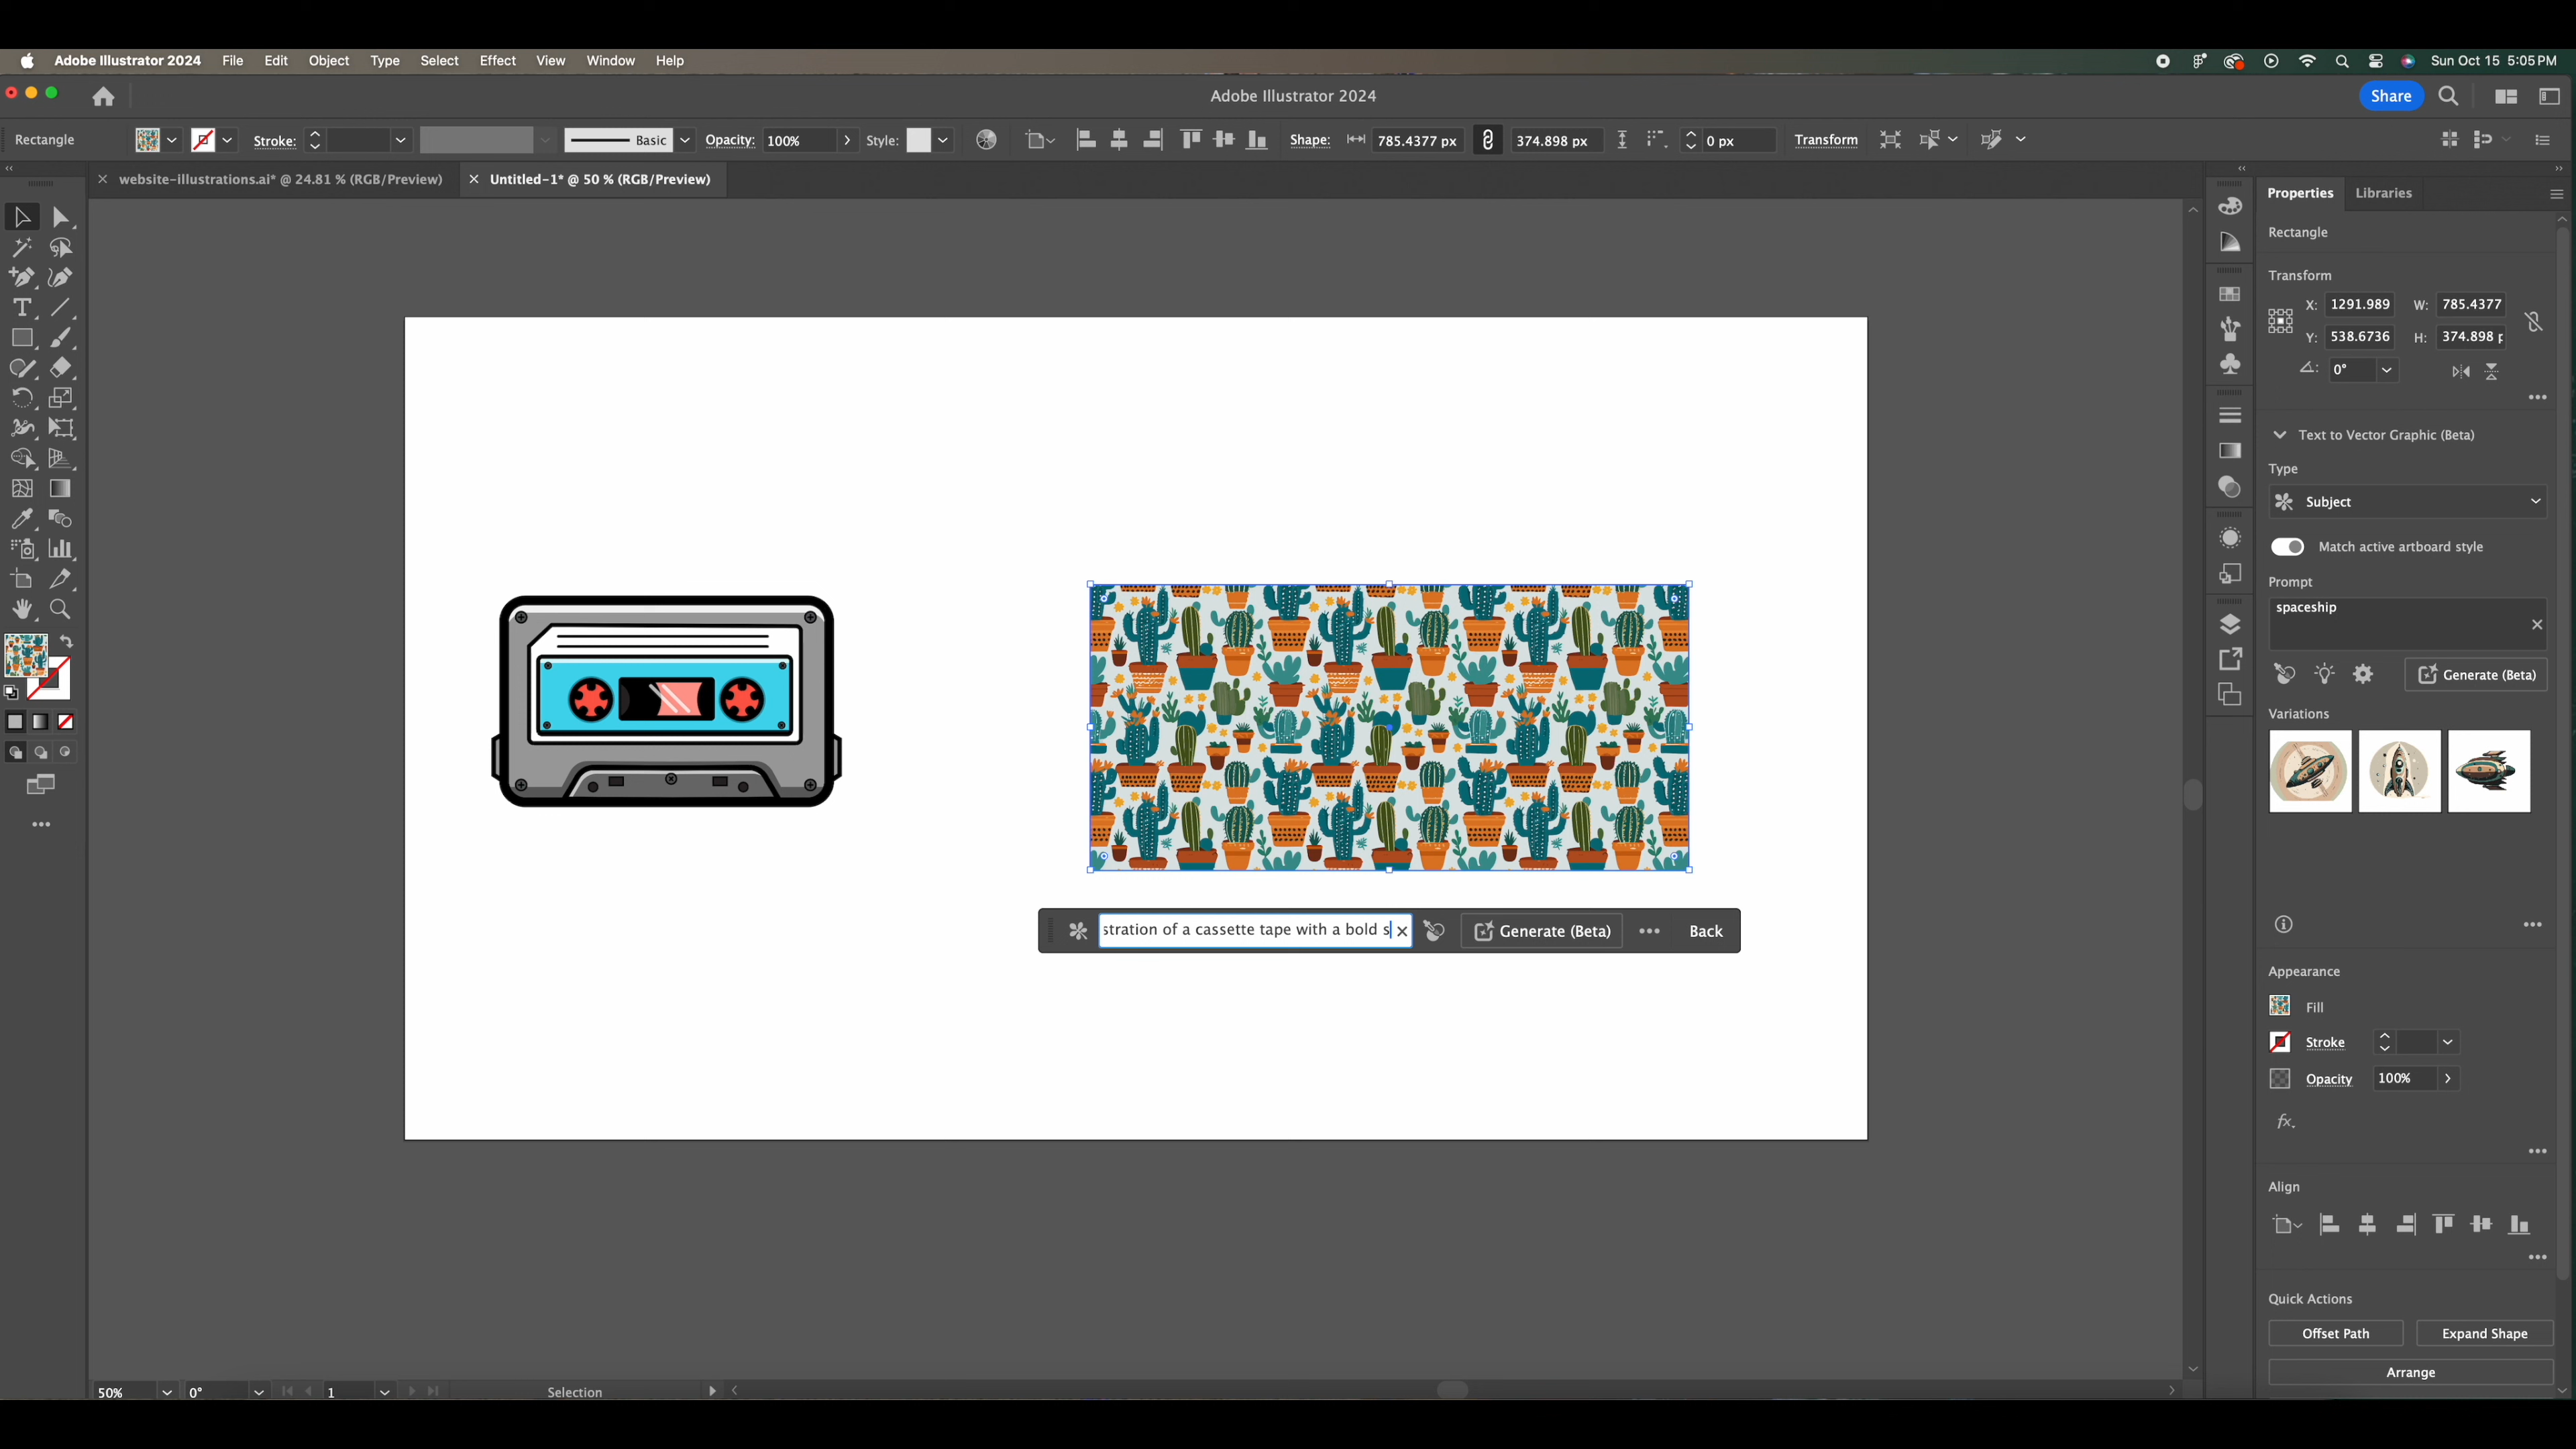 Adobe Illustrator 2024 File Edit Object Type Select Effect View Window Help Sun Oct 15 5:05 PM
Adobe Illustrator 2024 Share
Rectangle Stroke: Basic Opacity: 100% Style: Shape: 785.4377 px 374.898 px 0 px Transform
website-illustrations.ai* @ 24.81 % (RGB/Preview) Untitled-1* @ 50 % (RGB/Preview)
Properties Libraries
Rectangle
Transform
X: 1291.989 W: 785.4377
Y: 538.6736 H: 374.898 p
0°
Text to Vector Graphic (Beta)
Type
Subject
Match active artboard style
Prompt
spaceship
Generate (Beta)
Variations
stration of a cassette tape with a bold s Generate (Beta) Back
Appearance
Fill
Stroke
Opacity 100%
fx.
Align
Quick Actions
Offset Path Expand Shape
Arrange
50% 0° 1 Selection